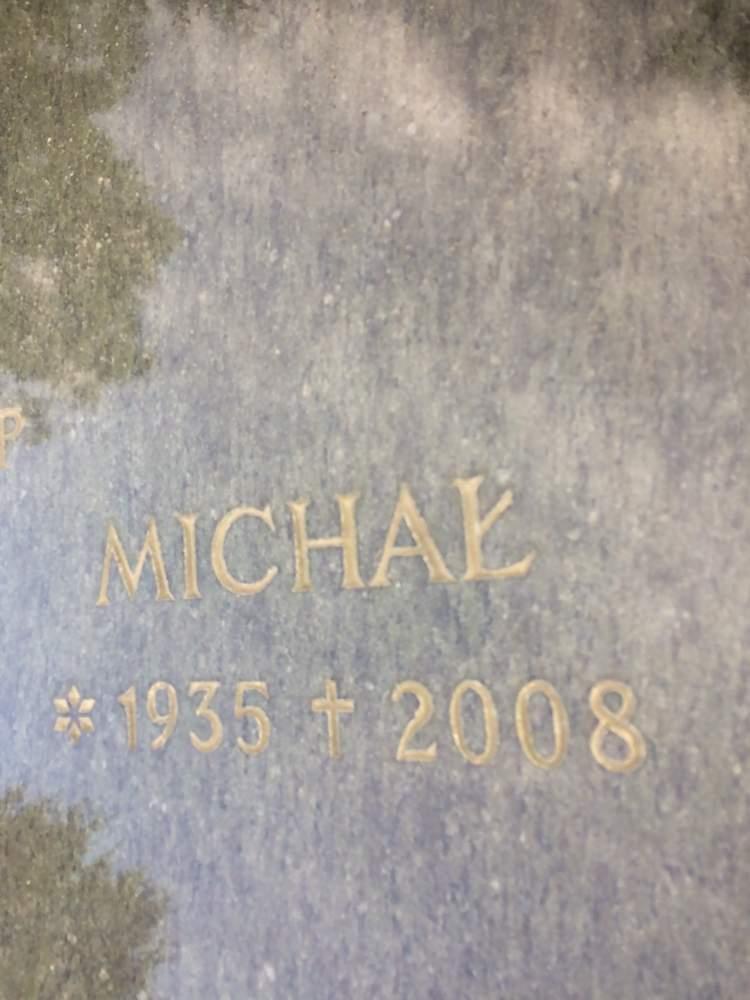 P
MICHAŁ
* 1935 † 2008